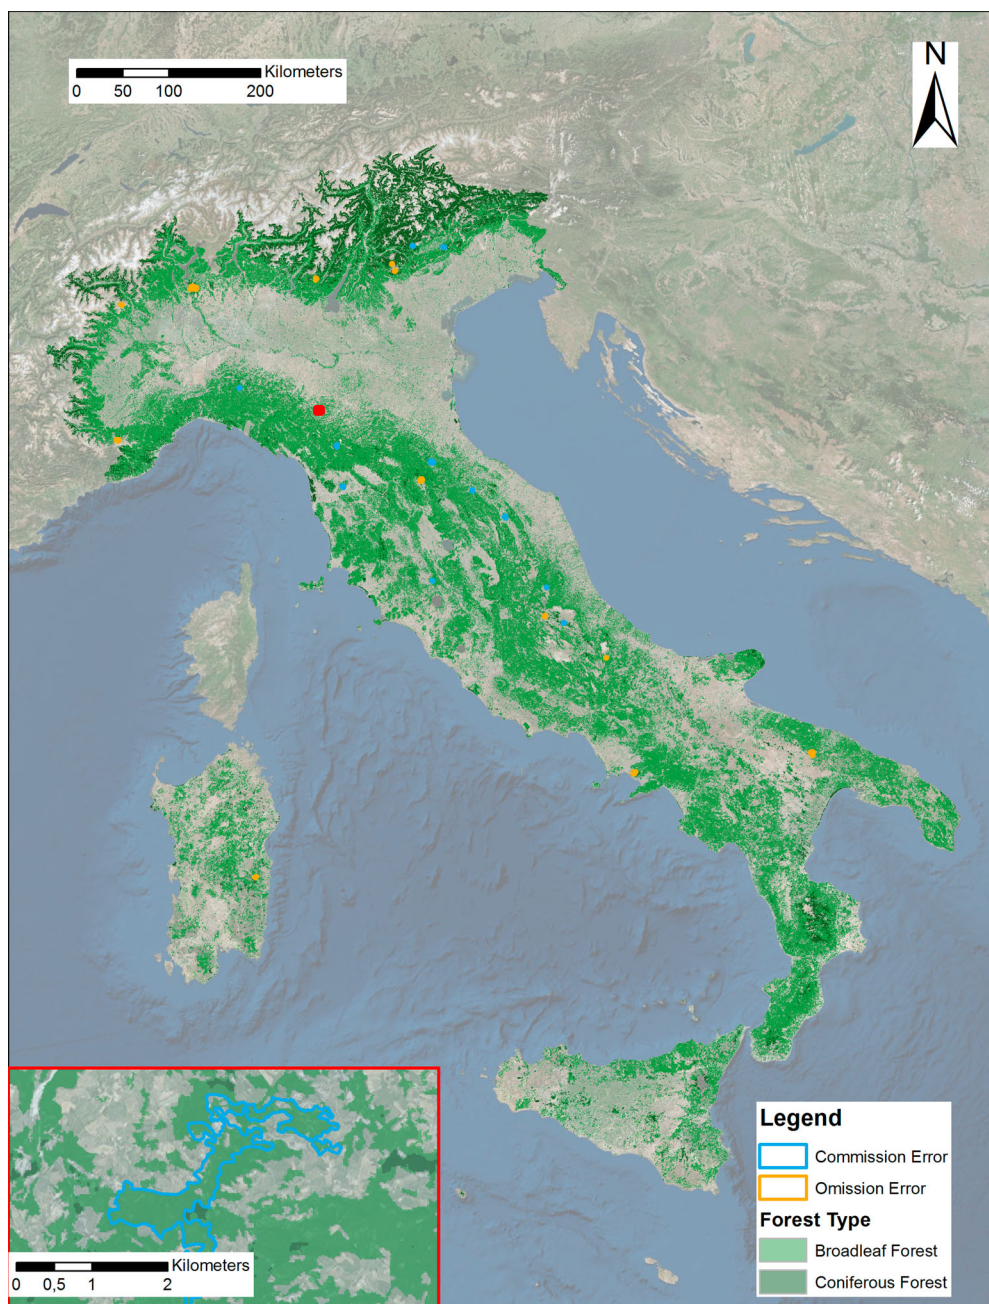 Kilometers
0 50 100 200
N
Kilometers
0 0,5 1 2
Legend
Commission Error
Omission Error
Forest Type
Broadleaf Forest
Coniferous Forest